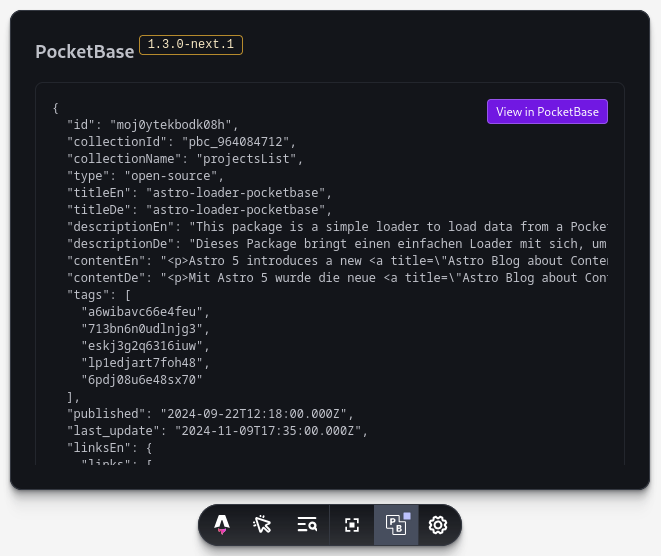 PocketBase 1.3.0-next.1
View in PocketBase
{
"id": "moj0ytekbodk08h",
"collectionId": "pbc_964084712",
"collectionName": "projectsList",
"type": "open-source",
"titleEn": "astro-loader-pocketbase",
"titleDe": "astro-loader-pocketbase",
"descriptionEn": "This package is a simple loader to load data from a Pocke
"descriptionDe": "Dieses Package bringt einen einfachen Loader mit sich, um
"contentEn": "<p>Astro 5 introduces a new <a title=\"Astro Blog about Conte
"contentDe": "<p>Mit Astro 5 wurde die neue <a title=\"Astro Blog about Con
"tags": [
"a6wibavc66e4feu",
"713bn6n0udlnjg3",
"eskj3g2q6316iuw",
"lp1edjart7foh48",
"6pdj08u6e48sx70"
],
"published": "2024-09-22T12:18:00.000Z",
"last_update": "2024-11-09T17:35:00.000Z",
"linksEn": {
"links": [
PB